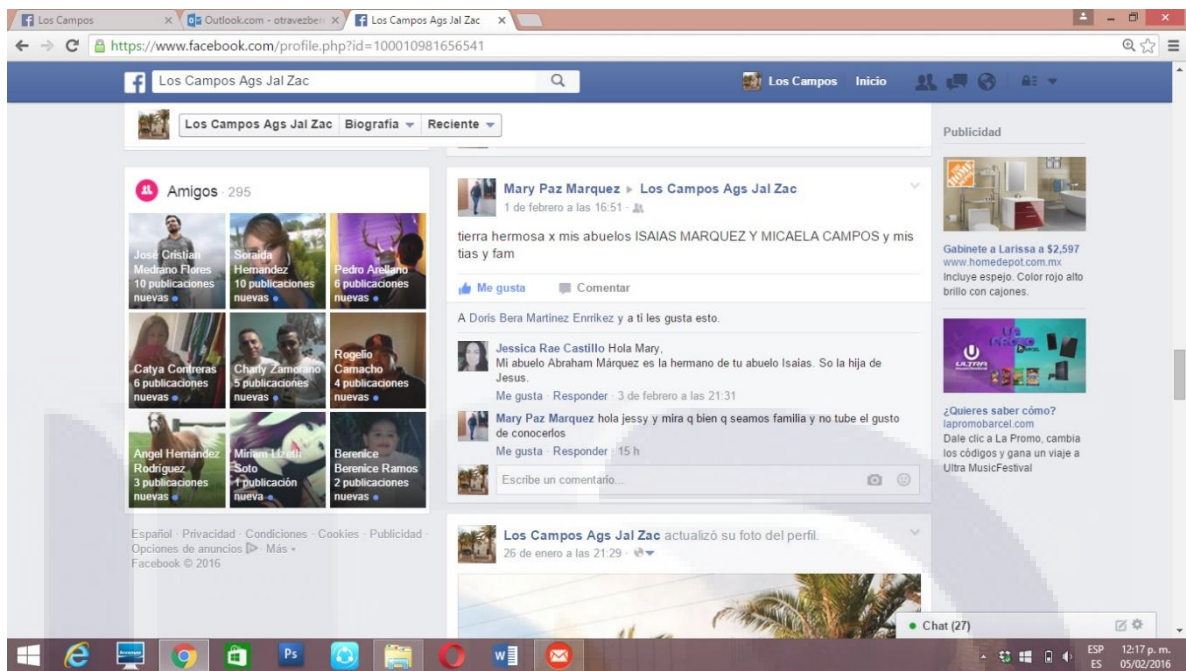 Los Campos
Outlook.com - otravezber
Los Campos Ags Jal Zac
https://www.facebook.com/profile.php?id=100010981656541
Los Campos Ags Jal Zac
Los Campos Inicio
Los Campos Ags Jal Zac Biografía Reciente
Amigos · 295
José Cristian
Medrano Flores
10 publicaciones
nuevas
Soraida
Hernandez
10 publicaciones
nuevas
Pedro Arellano
6 publicaciones
nuevas
Catya Contreras
6 publicaciones
nuevas
Charly Zamorano
5 publicaciones
nuevas
Rogelio
Camacho
4 publicaciones
nuevas
Angel Hernández
Rodríguez
3 publicaciones
nuevas
Miriam Lizeth
Soto
1 publicación
nueva
Berenice
Berenice Ramos
2 publicaciones
nuevas
Español · Privacidad · Condiciones · Cookies · Publicidad ·
Opciones de anuncios · Más
Facebook © 2016
Mary Paz Marquez ▸ Los Campos Ags Jal Zac
1 de febrero a las 16:51 ·
tierra hermosa x mis abuelos ISAIAS MARQUEZ Y MICAELA CAMPOS y mis
tias y fam
Me gusta Comentar
A Doris Bera Martinez Enrrikez y a ti les gusta esto.
Jessica Rae Castillo Hola Mary,
Mi abuelo Abraham Márquez es la hermano de tu abuelo Isaias. So la hija de
Jesus.
Me gusta · Responder · 3 de febrero a las 21:31
Mary Paz Marquez hola jessy y mira q bien q seamos familia y no tube el gusto
de conocerlos
Me gusta · Responder · 15 h
Escribe un comentario...
Los Campos Ags Jal Zac actualizó su foto del perfil.
26 de enero a las 21:29 ·
Publicidad
Gabinete a Larissa a $2,597
www.homedepot.com.mx
Incluye espejo. Color rojo alto
brillo con cajones.
ULTRA
¿Quieres saber cómo?
lapromobarcel.com
Dale clic a La Promo, cambia
los códigos y gana un viaje a
Ultra MusicFestival
Chat (27)
Ps
ESP
ES
12:17 p. m.
05/02/2016